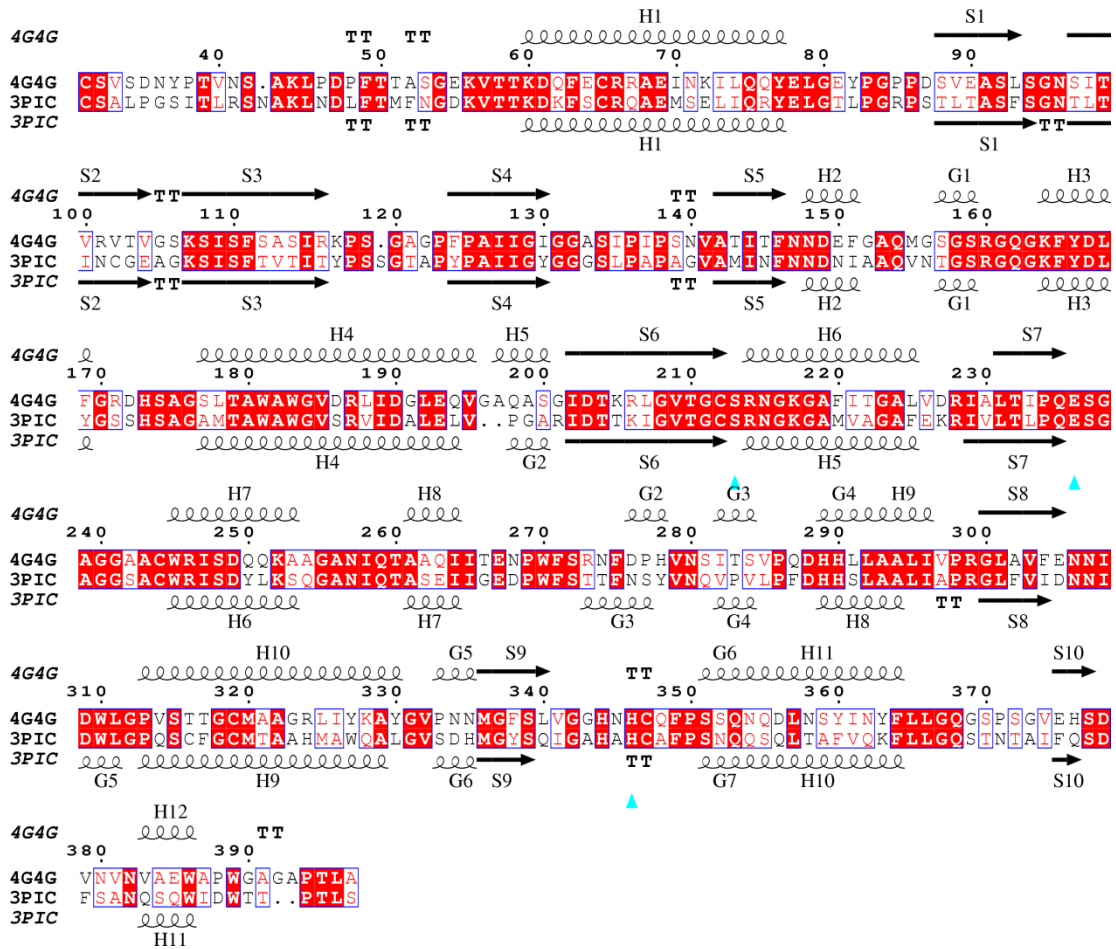 H1 S1
4G4G TT TT
40 50 60 70 80 90
4G4G CSVSDNYPTVNS.AKLPDPFTTASGEKVTTKDQFECRRAEINKILQQYELGEYPGPPDSVEASLSGNSIT
3PIC CSALPGSITLRSNAKLNDLFTMFNGDKVTTKDKFSCRQAEMSELIQRYELGTLPGRPSTLTASFSGNTLT
3PIC TT TT TT
H1 S1
S2 S3 S4 S5 H2 G1 H3
4G4G TT TT
100 110 120 130 140 150 160
4G4G VRVTVGSKSISFSASIRKPS.GAGPFPAIIGIGGASIPIPSNVATITFNNDEFGAQMGSGSRGQGKFYDL
3PIC INCGEAGKSISFTVTITYPSSGTAPYPAIIGYGGGSLPAPAGVAMINFNNDNIAAQVNTGSRGQGKFYDL
3PIC TT TT
S2 S3 S4 S5 H2 G1 H3
H4 H5 S6 H6 S7
4G4G
170 180 190 200 210 220 230
4G4G FGRDHSAGSLTAWAWGVDRLIDGLEQVGAQASGIDTKRLGVTGCSRNGKGAFITGALVDRIALTIPQESG
3PIC YGSSHSAGAMTAWAWGVSRVIDALELV..PGARIDTTKIGVTGCSRNGKGAMVAGAFEKRIVLTLPQESG
3PIC
H4 G2 S6 H5 S7
H7 H8 G2 G3 G4 H9 S8
4G4G
240 250 260 270 280 290 300
4G4G AGGAACWRISDQQKAAGANIQTAAQIITENPWFSRNFDPHVNSITSVPQDHHLLAALIVPRGLAVFENNI
3PIC AGGSACWRISDYLKSQGANIQTASEIIGEDPWFSTTFNSYVNQVPVLPFDHHSLAALIAPRGLFVIDNNI
3PIC TT
H6 H7 G3 G4 H8 S8
H10 G5 S9 G6 H11 S10
4G4G TT
310 320 330 340 350 360 370
4G4G DWLGPVSTTGCMAAGRLIYKAYGVPNNMGFSLVGGHNHCQFPSSQNQDLNSYINYFLLGQGSPSGVEHSD
3PIC DWLGPQSCFGCMTAAHMAWQALGVSDHMGYSQIGAHAHCAFPSNQQSQLTAFVQKFLLGQSTNTAIFQSD
3PIC TT
G5 H9 G6 S9 G7 H10 S10
H12
4G4G TT
380 390
4G4G VNVNVAEWAPWGAGAPTLA
3PIC FSANQSQWIDWTT..PTLS
3PIC
H11